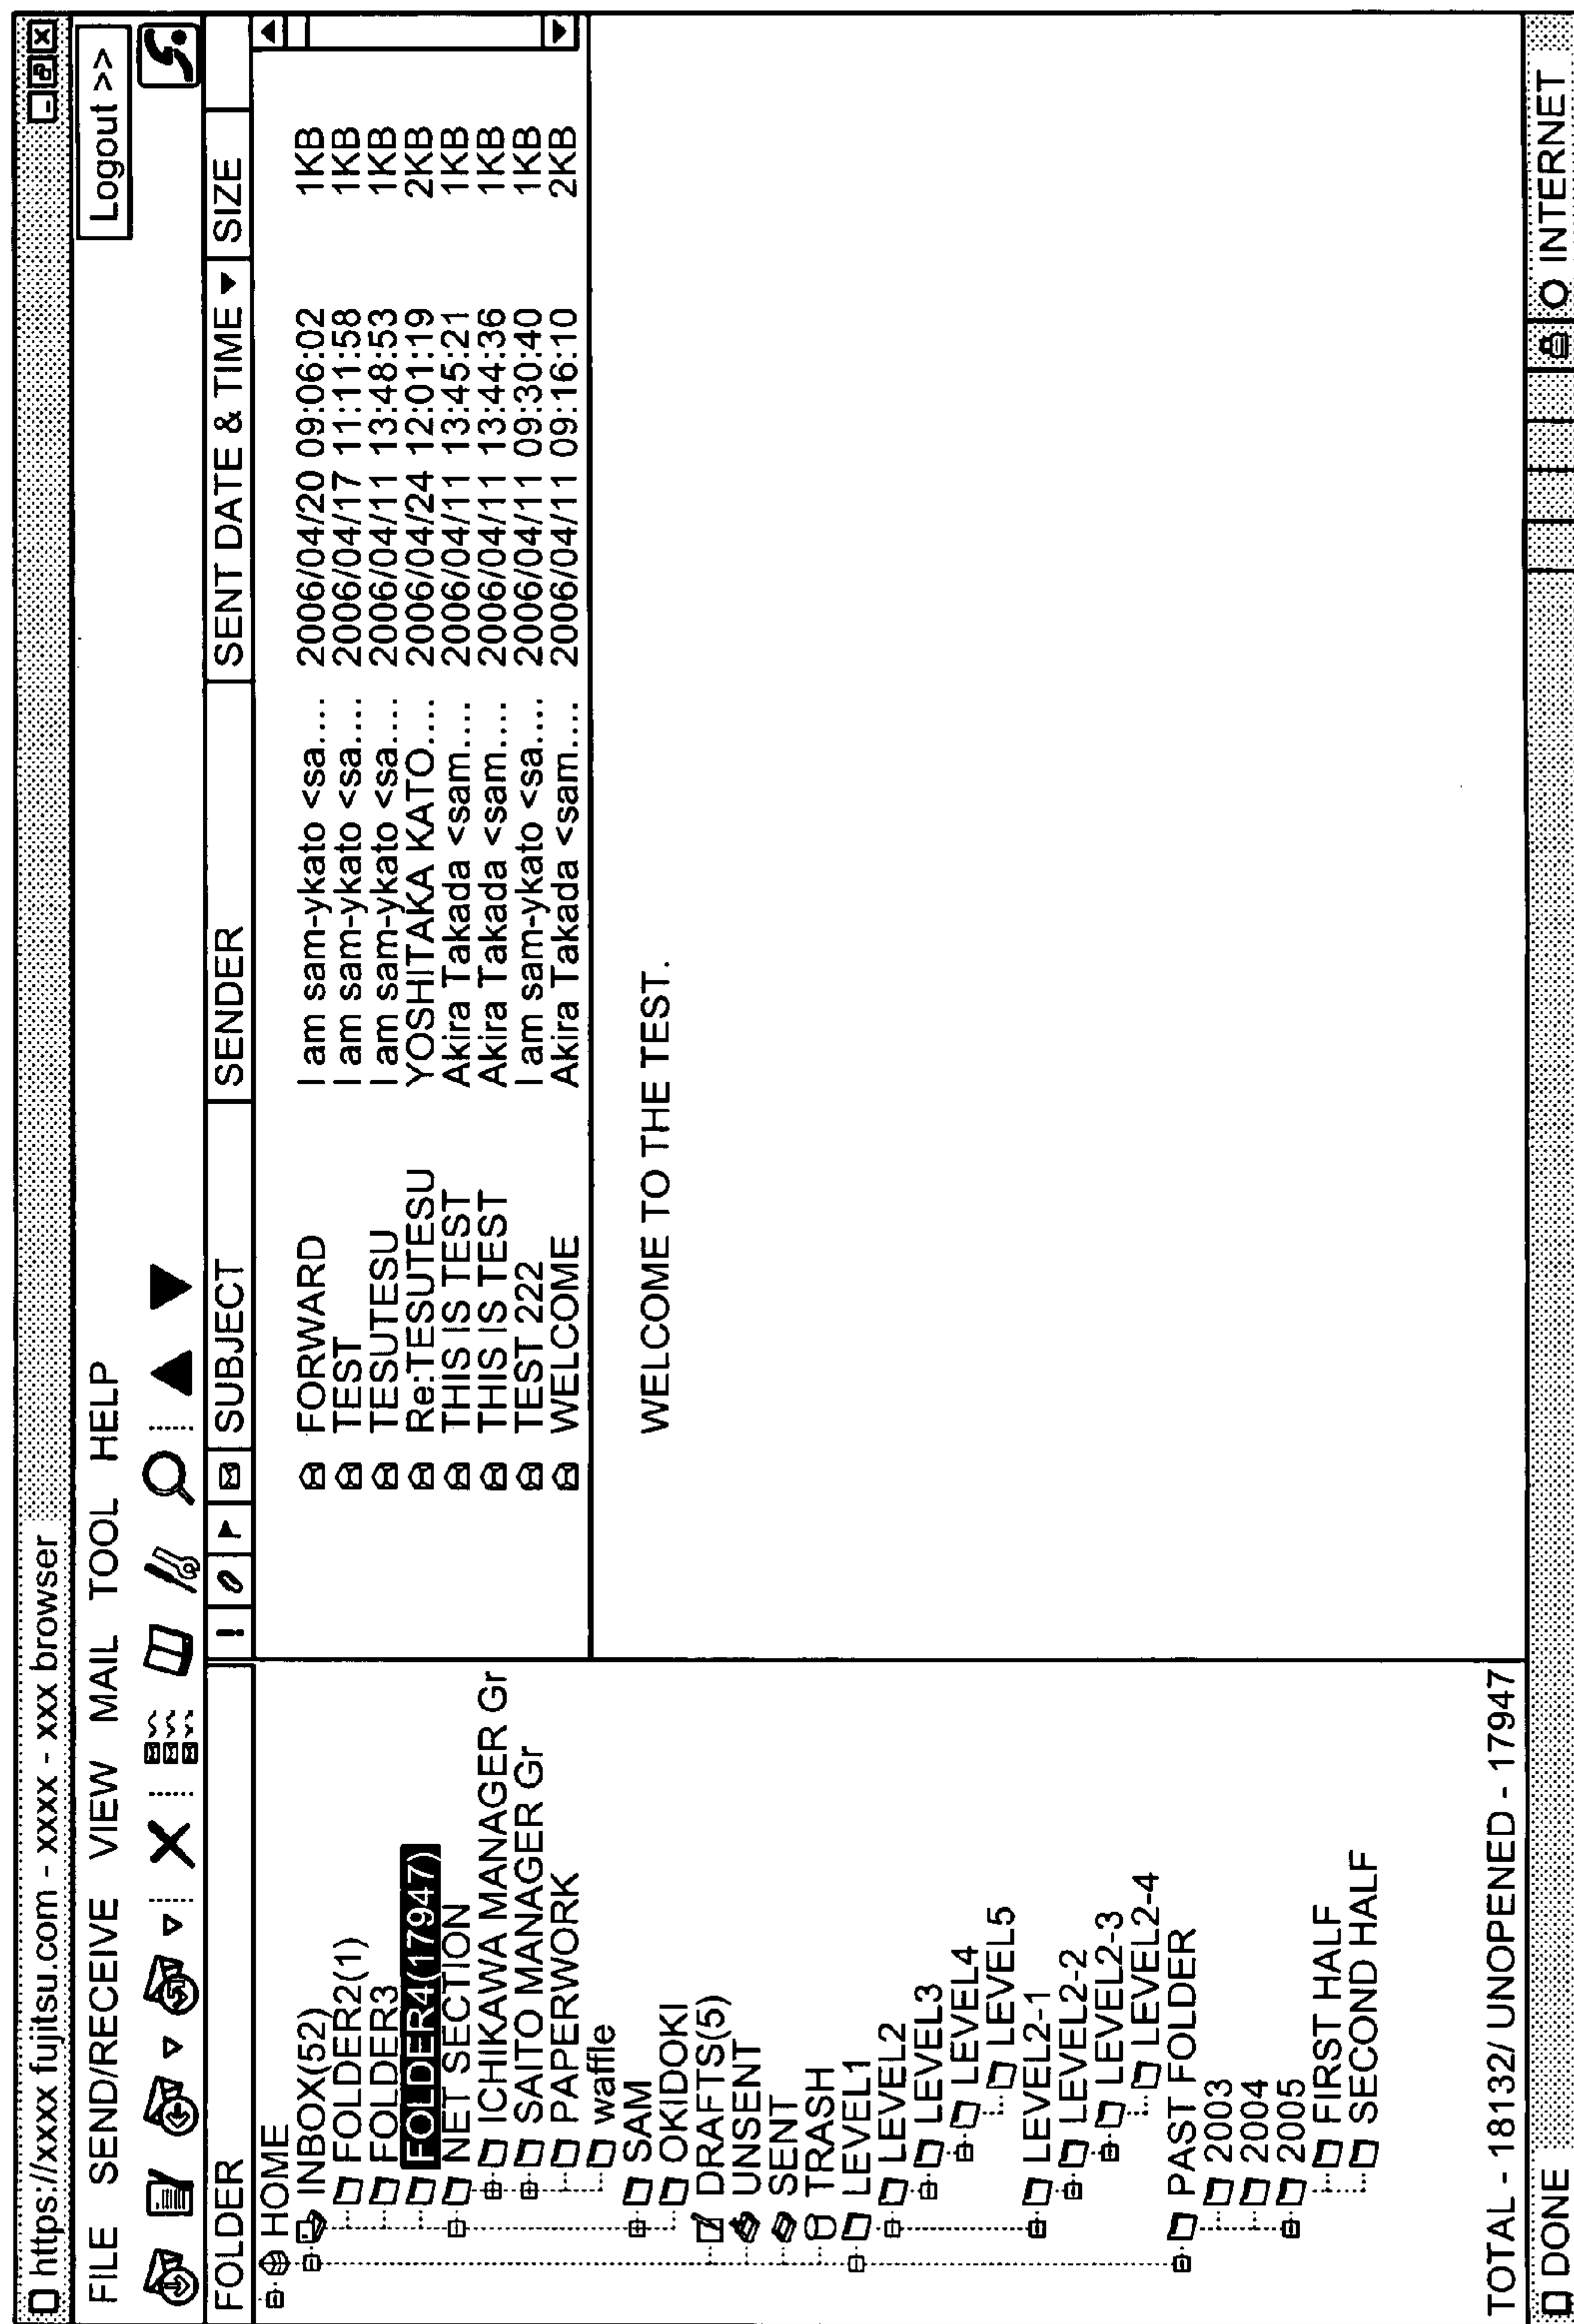 https://xxxx fujitsu.com - xxxx - xxx browser
FILE SEND/RECEIVE VIEW MAIL TOOL HELP
Logout >>
FOLDER
! SUBJECT SENDER SENT DATE & TIME SIZE
HOME
INBOX(52)
FOLDER2(1)
FOLDER3
FOLDER4(17947)
NET SECTION
ICHIKAWA MANAGER Gr
SAITO MANAGER Gr
PAPERWORK
waffle
SAM
OKIDOKI
DRAFTS(5)
UNSENT
SENT
TRASH
LEVEL1
LEVEL2
LEVEL3
LEVEL4
LEVEL5
LEVEL2-1
LEVEL2-2
LEVEL2-3
LEVEL2-4
PAST FOLDER
2003
2004
2005
FIRST HALF
SECOND HALF
TOTAL - 18132/ UNOPENED - 17947
FORWARD I am sam-ykato <sa.... 2006/04/20 09:06:02 1KB
TEST I am sam-ykato <sa.... 2006/04/17 11:11:58 1KB
TESUTESU I am sam-ykato <sa.... 2006/04/11 13:48:53 1KB
Re:TESUTESU YOSHITAKA KATO.... 2006/04/24 12:01:19 2KB
THIS IS TEST Akira Takada <sam.... 2006/04/11 13:45:21 1KB
THIS IS TEST Akira Takada <sam.... 2006/04/11 13:44:36 1KB
TEST 222 I am sam-ykato <sa.... 2006/04/11 09:30:40 1KB
WELCOME Akira Takada <sam.... 2006/04/11 09:16:10 2KB
WELCOME TO THE TEST.
DONE INTERNET